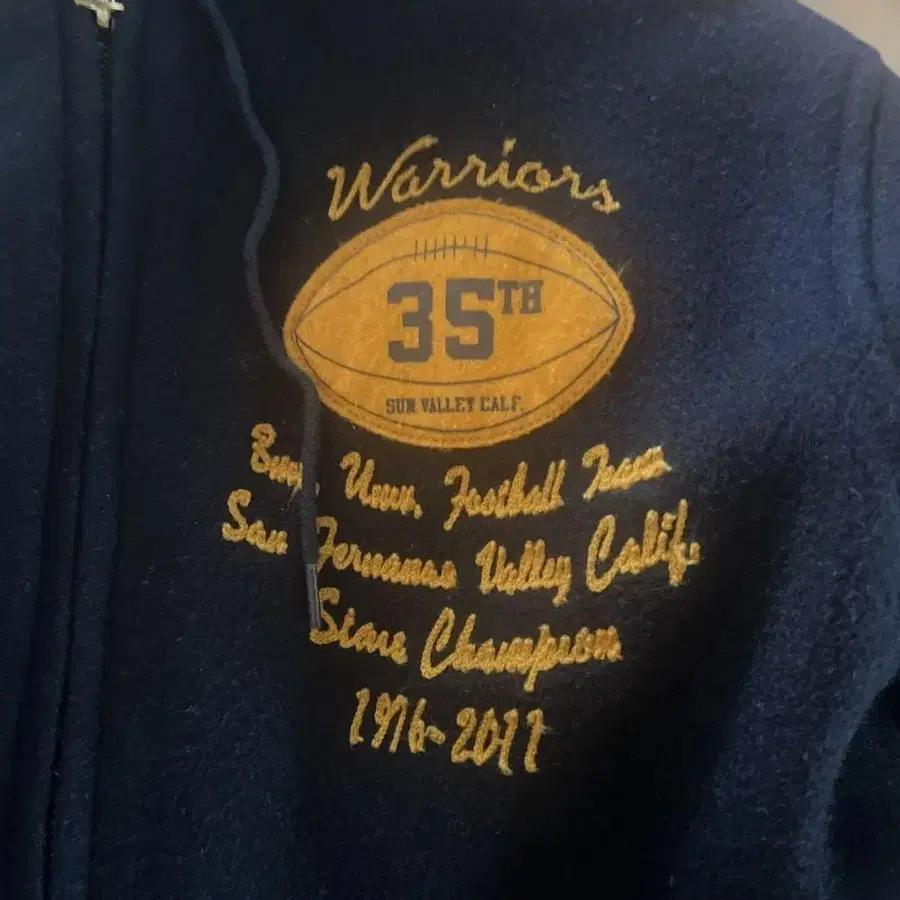 Warriors
35TH
SUN VALLEY CALF.
Univ. Football Team
San Fernando Valley Calif.
State Champion
1976-2011